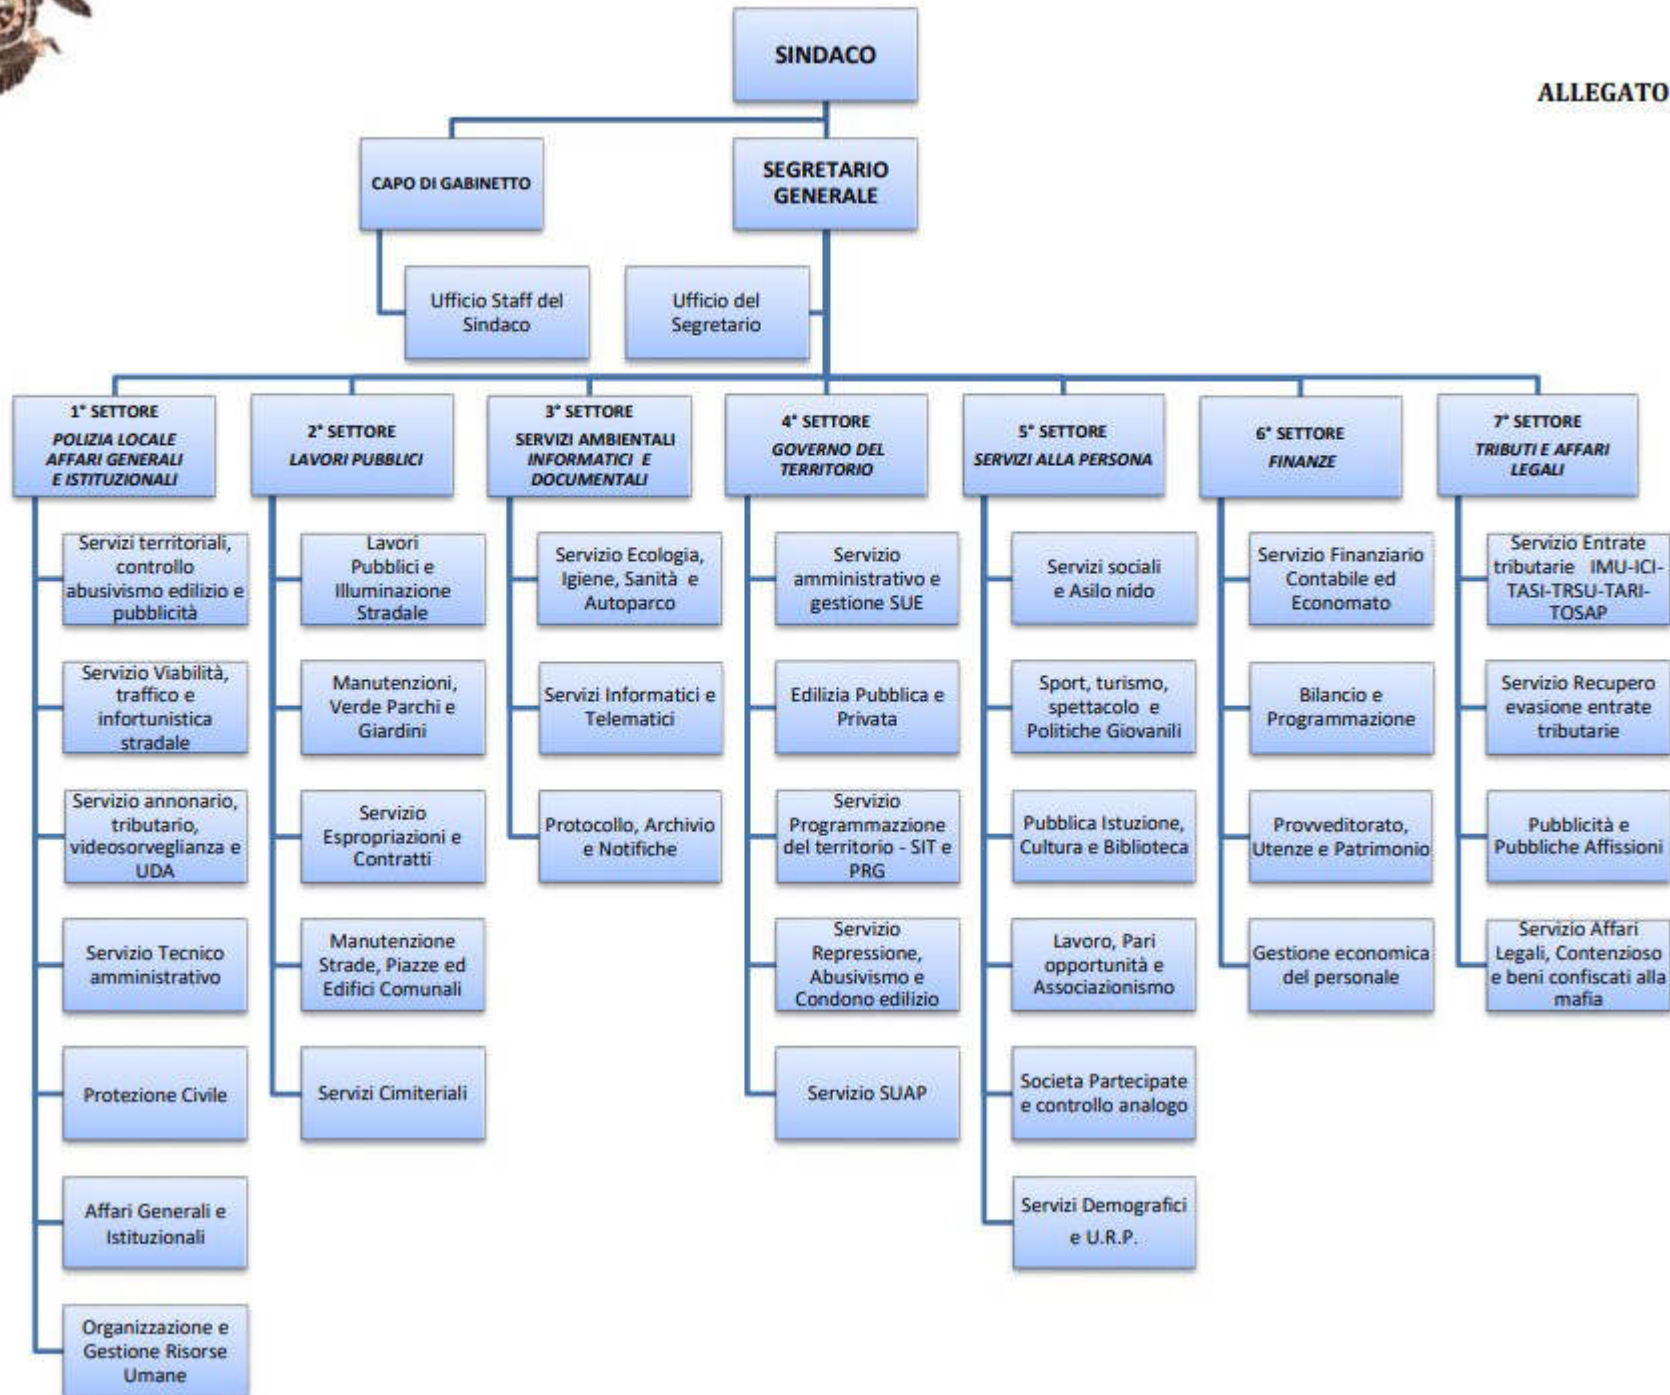 SINDACO
ALLEGATO
CAPO DI GABINETTO
SEGRETARIO
GENERALE
Ufficio Staff del
Sindaco
Ufficio del
Segretario
1° SETTORE
POLIZIA LOCALE
AFFARI GENERALI
E ISTITUZIONALI
Servizi territoriali,
controllo
abusivismo edilizio e
pubblicità
Servizio Viabilità,
traffico e
infortunistica
stradale
Servizio annonario,
tributario,
videosorveglianza e
UDA
Servizio Tecnico
amministrativo
Protezione Civile
Affari Generali e
Istituzionali
Organizzazione e
Gestione Risorse
Umane
2° SETTORE
LAVORI PUBBLICI
Lavori
Pubblici e
Illuminazione
Stradale
Manutenzioni,
Verde Parchi e
Giardini
Servizio
Espropriazioni e
Contratti
Manutenzione
Strade, Piazze ed
Edifici Comunali
Servizi Cimiteriali
3° SETTORE
SERVIZI AMBIENTALI
INFORMATICI E
DOCUMENTALI
Servizio Ecologia,
Igiene, Sanità e
Autoparco
Servizi Informatici e
Telematici
Protocollo, Archivio
e Notifiche
4° SETTORE
GOVERNO DEL
TERRITORIO
Servizio
amministrativo e
gestione SUE
Edilizia Pubblica e
Privata
Servizio
Programmazzione
del territorio - SIT e
PRG
Servizio
Repressione,
Abusivismo e
Condono edilizio
Servizio SUAP
5° SETTORE
SERVIZI ALLA PERSONA
Servizi sociali
e Asilo nido
Sport, turismo,
spettacolo e
Politiche Giovanili
Pubblica Istuzione,
Cultura e Biblioteca
Lavoro, Pari
opportunità e
Associazionismo
Societa Partecipate
e controllo analogo
Servizi Demografici
e U.R.P.
6° SETTORE
FINANZE
Servizio Finanziario
Contabile ed
Economato
Bilancio e
Programmazione
Provveditorato,
Utenze e Patrimonio
Gestione economica
del personale
7° SETTORE
TRIBUTI E AFFARI
LEGALI
Servizio Entrate
tributarie IMU-ICI-
TASI-TRSU-TARI-
TOSAP
Servizio Recupero
evasione entrate
tributarie
Pubblicità e
Pubbliche Affissioni
Servizio Affari
Legali, Contenzioso
e beni confiscati alla
mafia